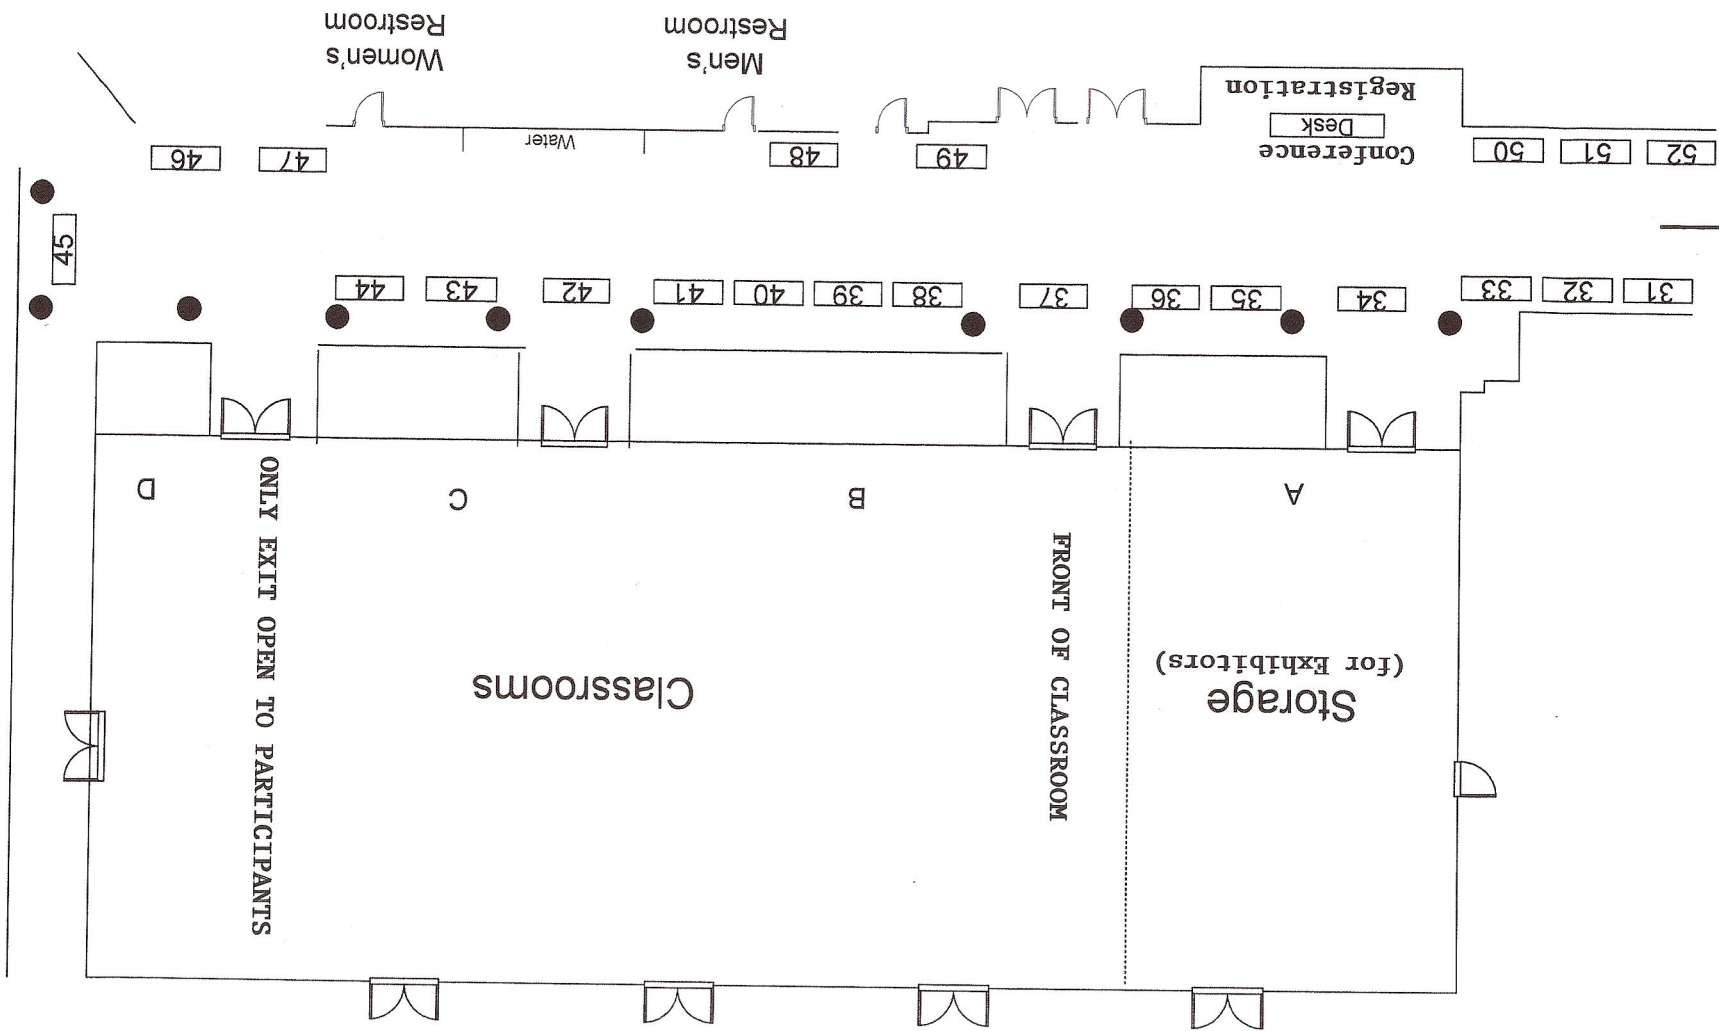 Storage
(for Exhibitors)
FRONT OF CLASSROOM
Classrooms
ONLY EXIT OPEN TO PARTICIPANTS
A
B
C
D
31
32
33
34
35
36
37
38
39
40
41
42
43
44
45
52
51
50
Conference
Desk
Registration
49
48
Water
47
46
Men's
Restroom
Women's
Restroom